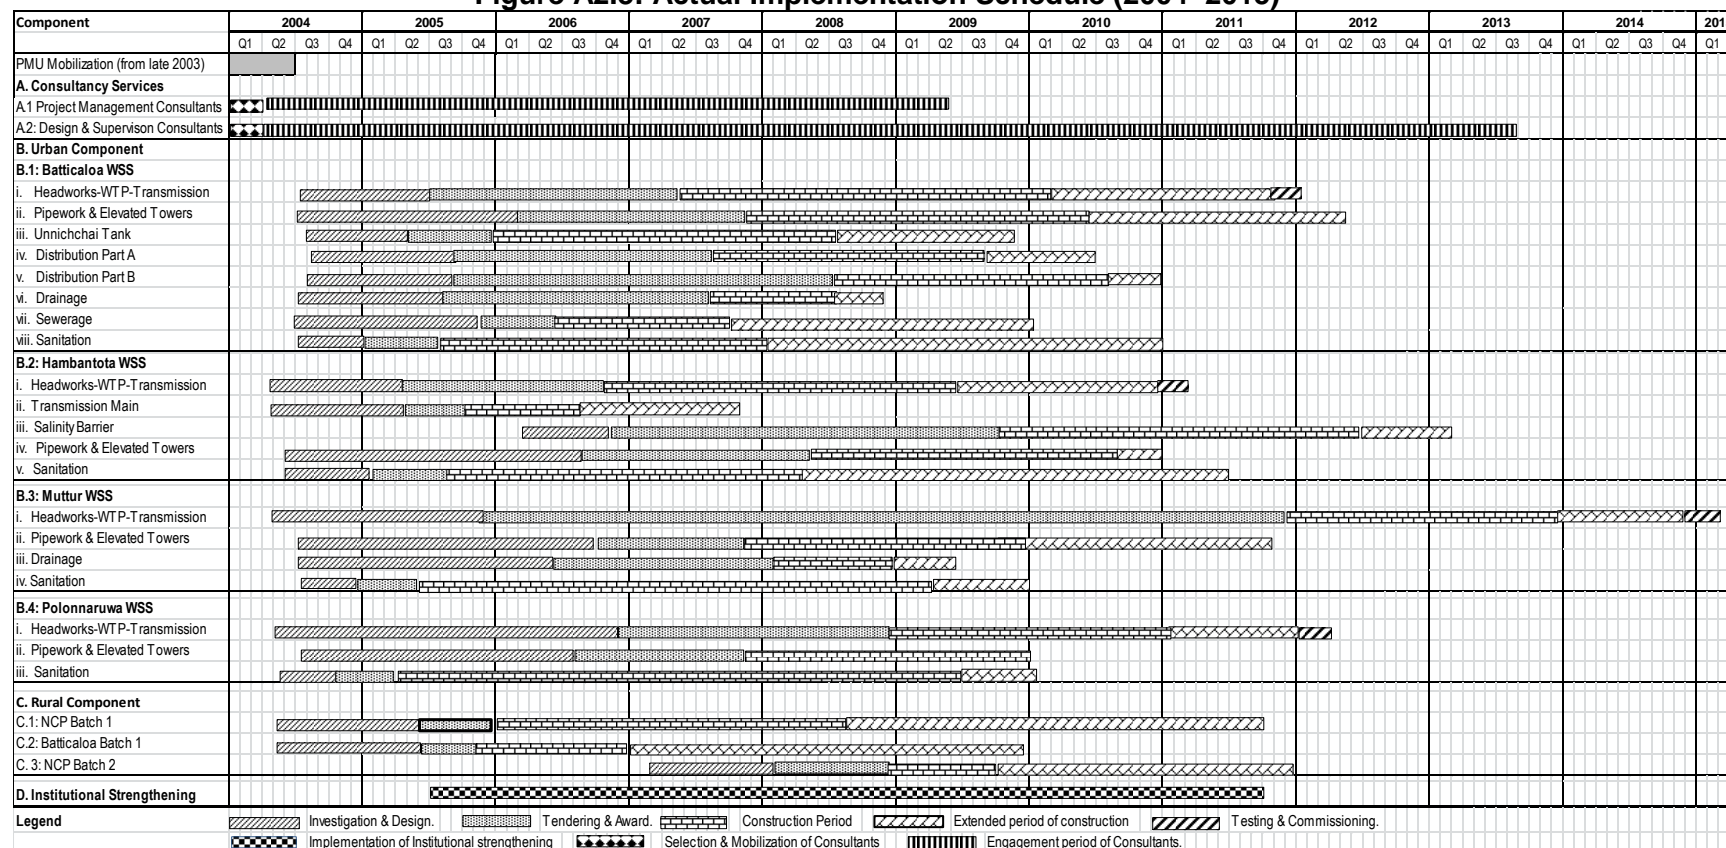 Figure A2.3: Actual Implementation Schedule (2004–2015)
Component 2004 2005 2006 2007 2008 2009 2010 2011 2012 2013 2014 201
Q1 Q2 Q3 Q4 Q1 Q2 Q3 Q4 Q1 Q2 Q3 Q4 Q1 Q2 Q3 Q4 Q1 Q2 Q3 Q4 Q1 Q2 Q3 Q4 Q1 Q2 Q3 Q4 Q1 Q2 Q3 Q4 Q1 Q2 Q3 Q4 Q1 Q2 Q3 Q4 Q1 Q2 Q3 Q4 Q1
PMU Mobilization (from late 2003)
A. Consultancy Services
A.1 Project Management Consultants
A.2: Design & Supervison Consultants
B. Urban Component
B.1: Batticaloa WSS
i. Headworks-WTP-Transmission
ii. Pipework & Elevated Towers
iii. Unnichchai Tank
iv. Distribution Part A
v. Distribution Part B
vi. Drainage
vii. Sewerage
viii. Sanitation
B.2: Hambantota WSS
i. Headworks-WTP-Transmission
ii. Transmission Main
iii. Salinity Barrier
iv. Pipework & Elevated Towers
v. Sanitation
B.3: Muttur WSS
i. Headworks-WTP-Transmission
ii. Pipework & Elevated Towers
iii. Drainage
iv. Sanitation
B.4: Polonnaruwa WSS
i. Headworks-WTP-Transmission
ii. Pipework & Elevated Towers
iii. Sanitation
C. Rural Component
C.1: NCP Batch 1
C.2: Batticaloa Batch 1
C. 3: NCP Batch 2
D. Institutional Strengthening
Legend Investigation & Design. Tendering & Award. Construction Period Extended period of construction Testing & Commissioning.
Implementation of Institutional strengthening Selection & Mobilization of Consultants Engagement period of Consultants.